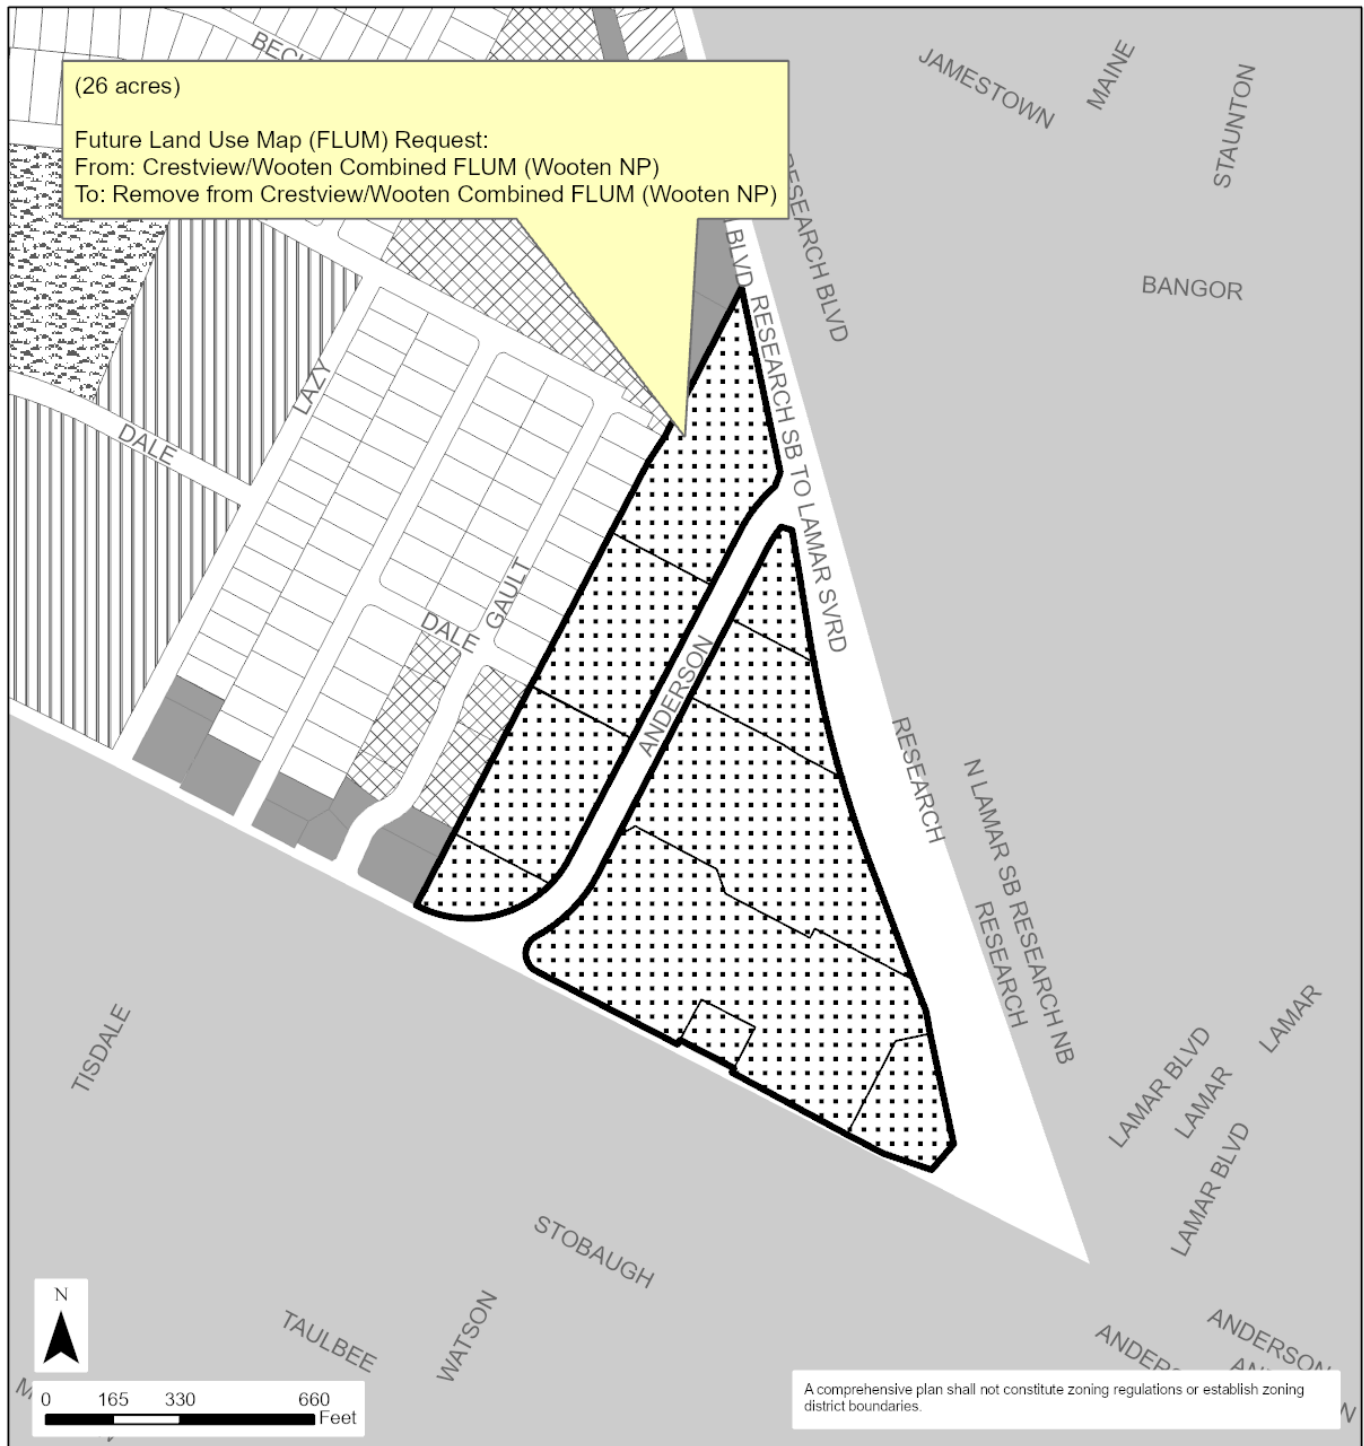 BECK
JAMESTOWN
MAINE
STAUNTON
(26 acres)
Future Land Use Map (FLUM) Request:
From: Crestview/Wooten Combined FLUM (Wooten NP)
To: Remove from Crestview/Wooten Combined FLUM (Wooten NP)
RESEARCH BLVD
BANGOR
BLVD RESEARCH SB TO LAMAR SVRD
LAZY
DALE
GAULT
DALE
ANDERSON
RESEARCH
N LAMAR SB RESEARCH NB
RESEARCH
TISDALE
LAMAR
LAMAR BLVD
LAMAR
LAMAR BLVD
STOBAUGH
WATSON
TAULBEE
ANDERSON
N
0 165 330 660
Feet
A comprehensive plan shall not constitute zoning regulations or establish zoning
district boundaries.